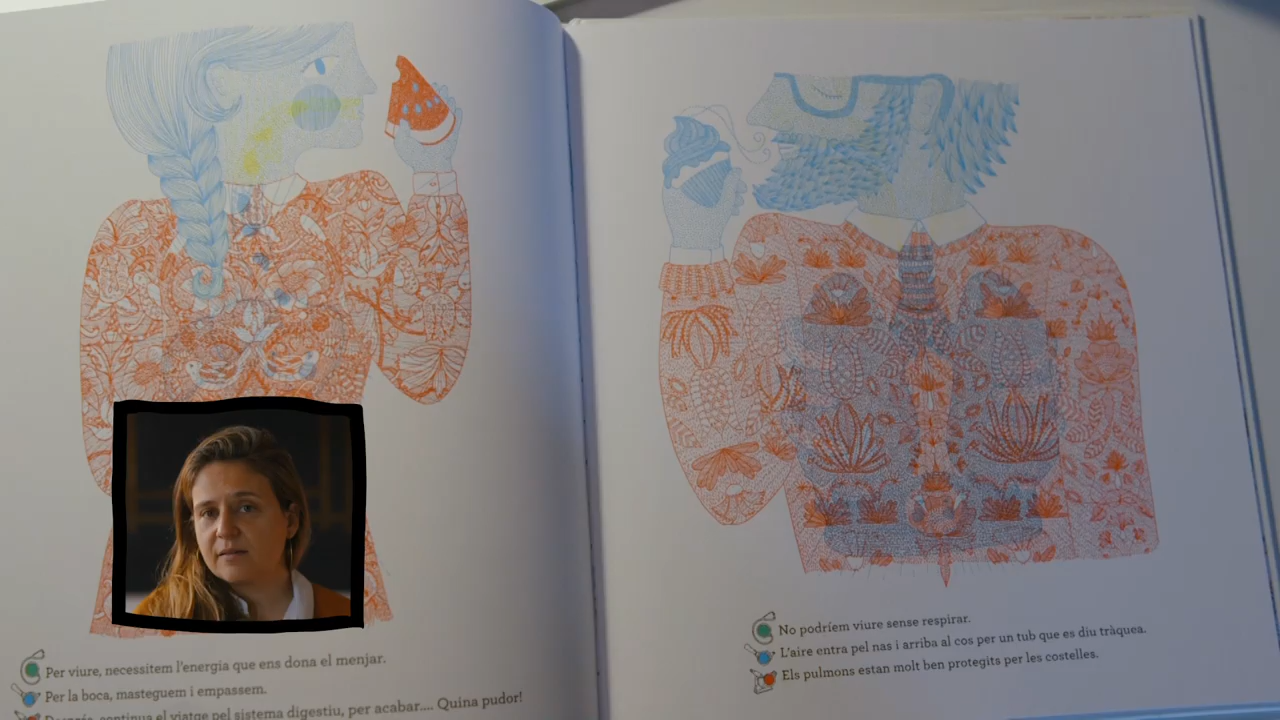 Per viure, necessitem l'energia que ens dona el menjar.
Per la boca, masteguem i empassem.
Després, continua el viatge pel sistema digestiu, per acabar.... Quina pudor!
No podríem viure sense respirar.
L'aire entra pel nas i arriba al cos per un tub que es diu tràquea.
Els pulmons estan molt ben protegits per les costelles.